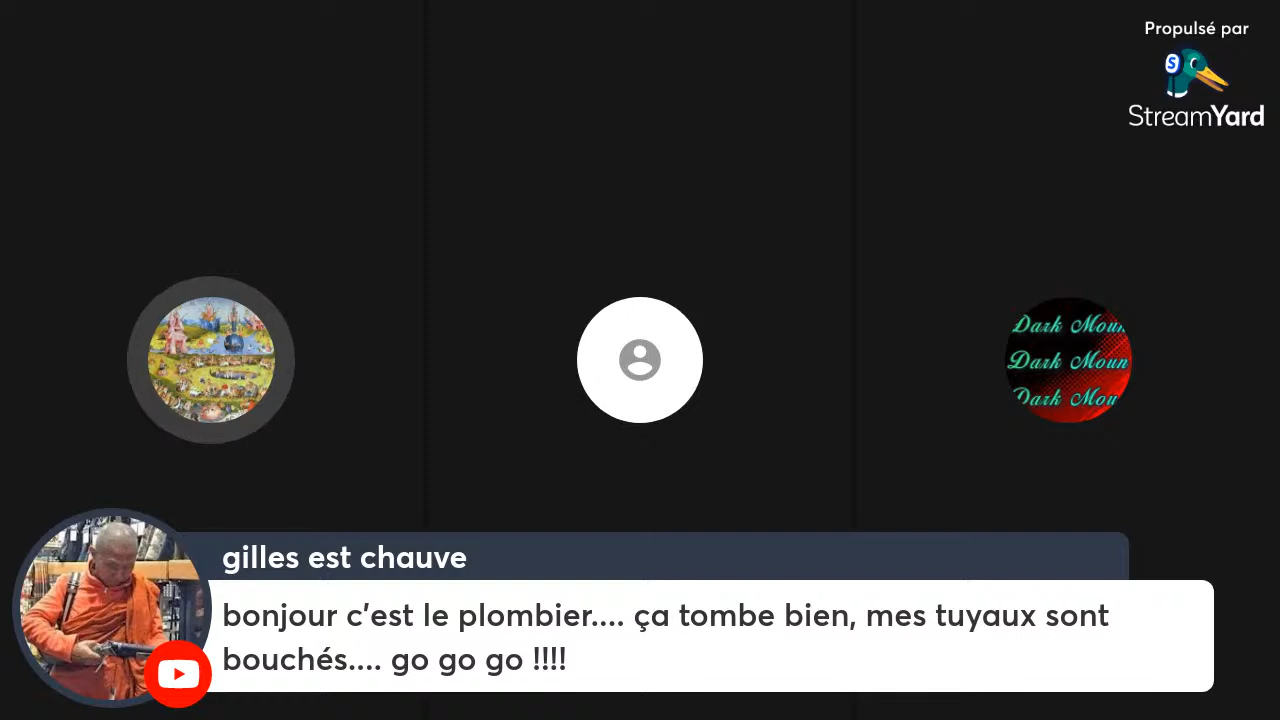 Propulsé par
S
StreamYard
Dark Moun
Dark Moun
Dark Mou
gilles est chauve
bonjour c'est le plombier.... ça tombe bien, mes tuyaux sont
bouchés.... go go go !!!!